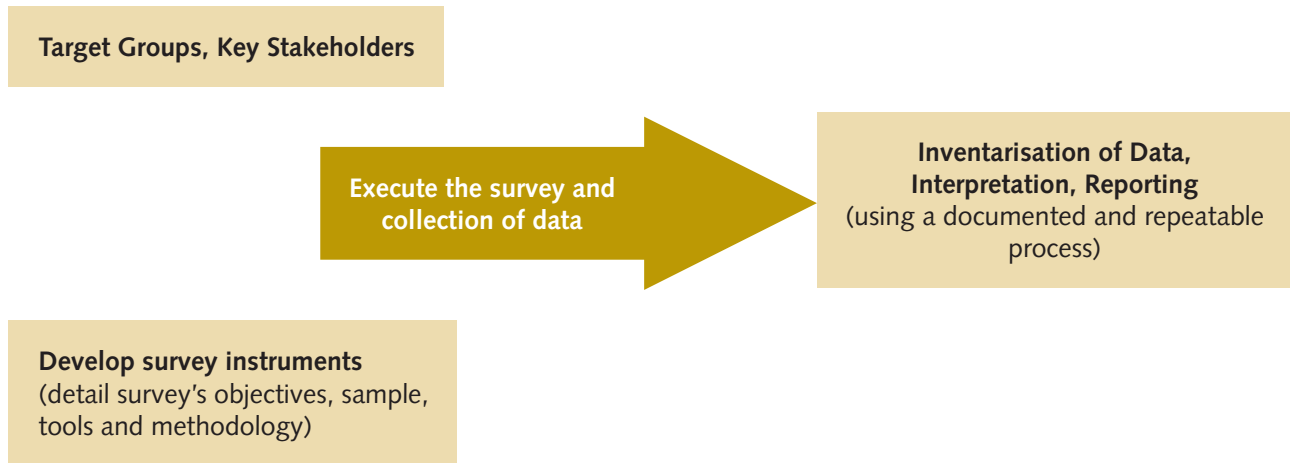 Target Groups, Key Stakeholders
Execute the survey and
collection of data
Inventarisation of Data,
Interpretation, Reporting
(using a documented and repeatable
process)
Develop survey instruments
(detail survey’s objectives, sample,
tools and methodology)